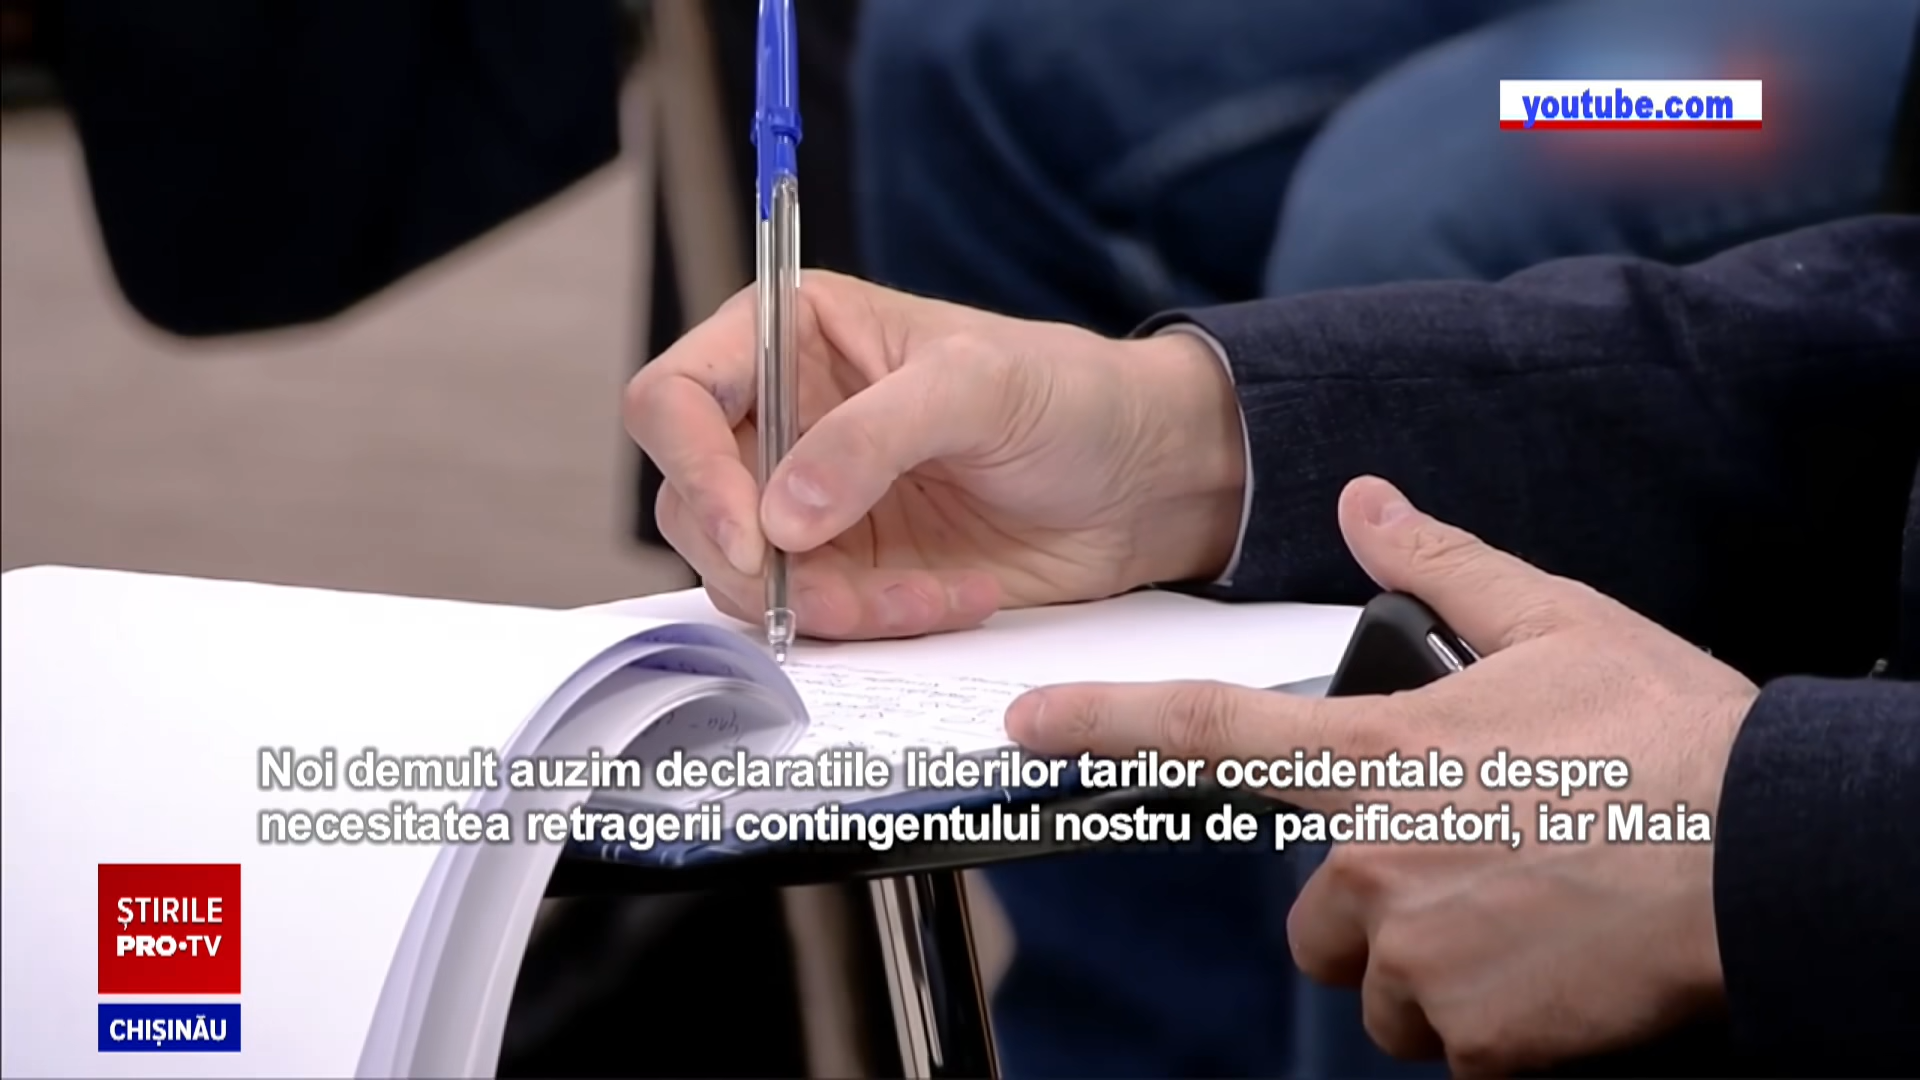 youtube.com
Noi demult auzim declaratiile liderilor tarilor occidentale despre
necesitatea retragerii contingentului nostru de pacificatori, iar Maia
ȘTIRILE
PRO•TV
CHIȘINĂU